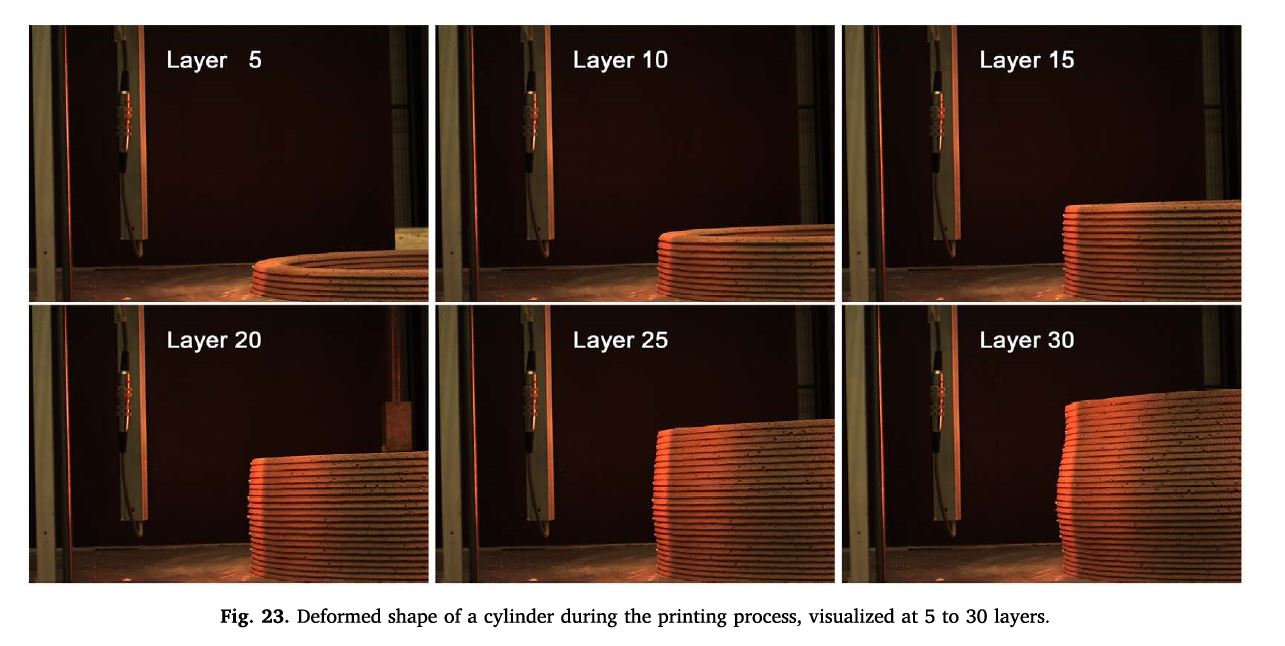 Layer 5
Layer 10
Layer 15
Layer 20
Layer 25
Layer 30
Fig. 23. Deformed shape of a cylinder during the printing process, visualized at 5 to 30 layers.